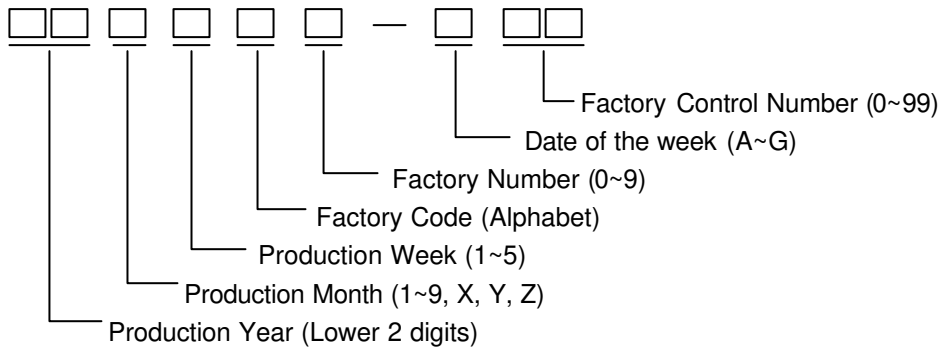 Factory Control Number (0~99)
Date of the week (A~G)
Factory Number (0~9)
Factory Code (Alphabet)
Production Week (1~5)
Production Month (1~9, X, Y, Z)
Production Year (Lower 2 digits)